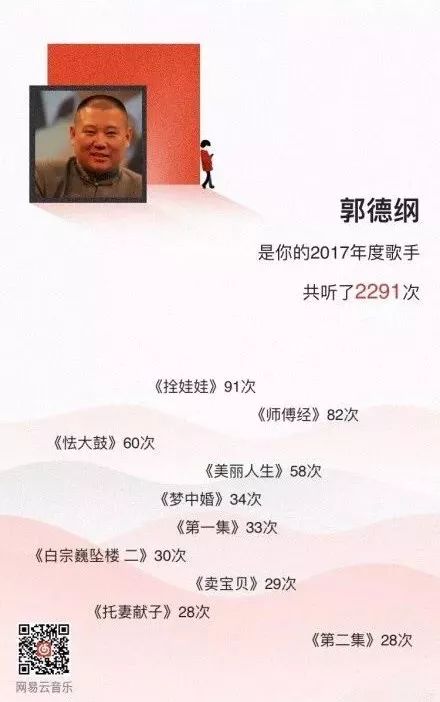 郭德纲
是你的2017年度歌手
共听了2291次
《拴娃娃》91次
《师傅经》82次
《怯大鼓》60次
《美丽人生》58次
《梦中婚》34次
《第一集》33次
《白宗巍坠楼 二》30次
《卖宝贝》29次
《托妻献子》28次
《第二集》28次
网易云音乐